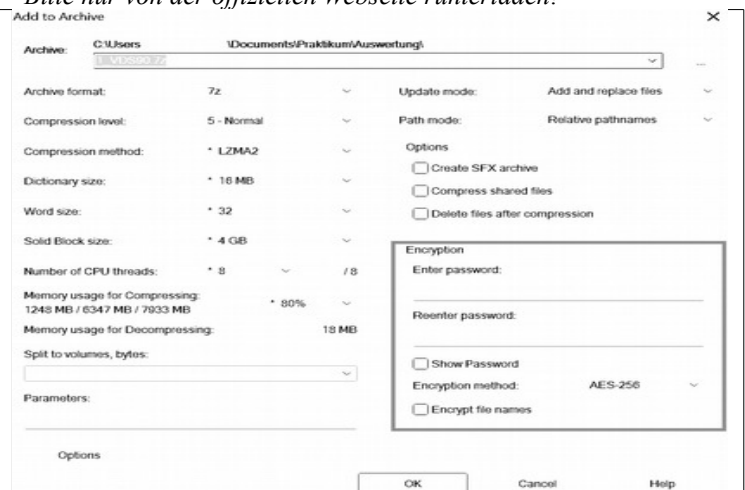 Bitte nur von der offiziellen Webseite runterladen!
Add to Archive
Archive: C:\Users \Documents\Praktikum\Auswertung\
1_VDS90.7z
...
Archive format: 7z
Update mode: Add and replace files
Compression level: 5 - Normal
Path mode: Relative pathnames
Compression method: * LZMA2
Options
Create SFX archive
Dictionary size: * 16 MB
Compress shared files
Word size: * 32
Delete files after compression
Solid Block size: * 4 GB
Number of CPU threads: * 8 / 8
Memory usage for Compressing:
1248 MB / 6347 MB / 7933 MB * 80%
Memory usage for Decompressing: 18 MB
Split to volumes, bytes:
Parameters:
Options
Encryption
Enter password:
Reenter password:
Show Password
Encryption method: AES-256
Encrypt file names
OK Cancel Help